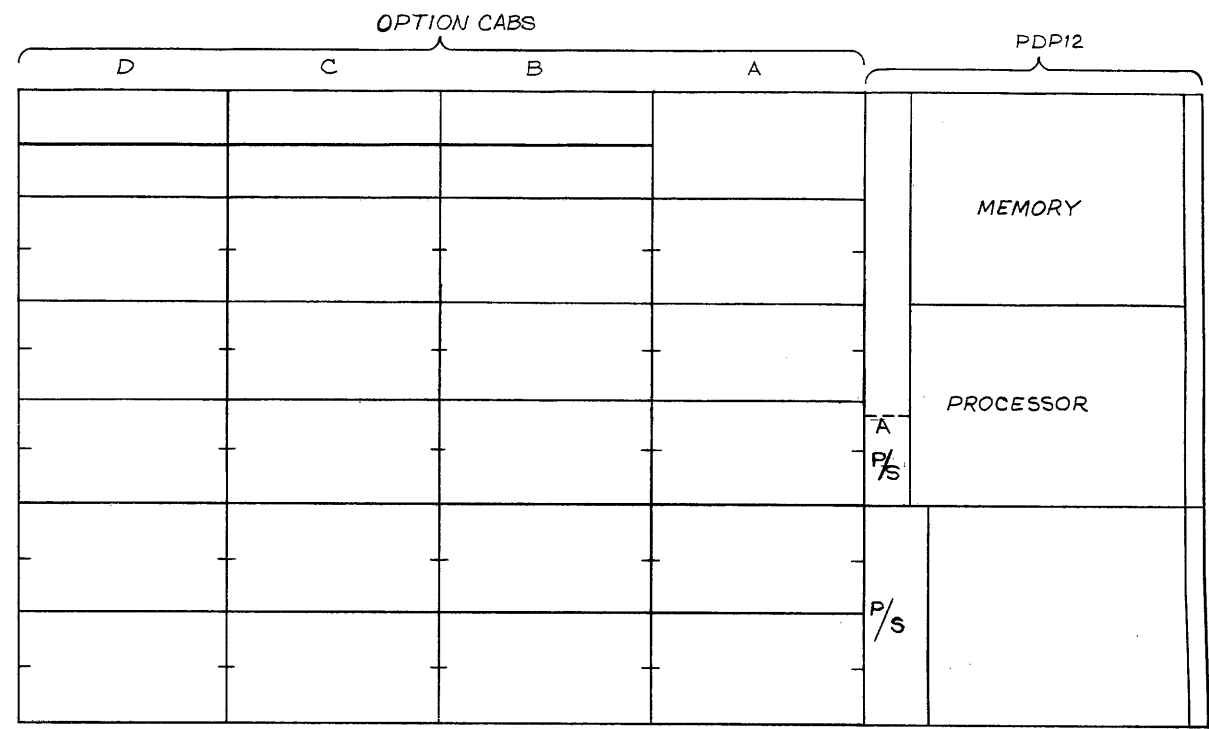 OPTION CABS
PDP12
D C B A
MEMORY
PROCESSOR
A
P/S
P/S